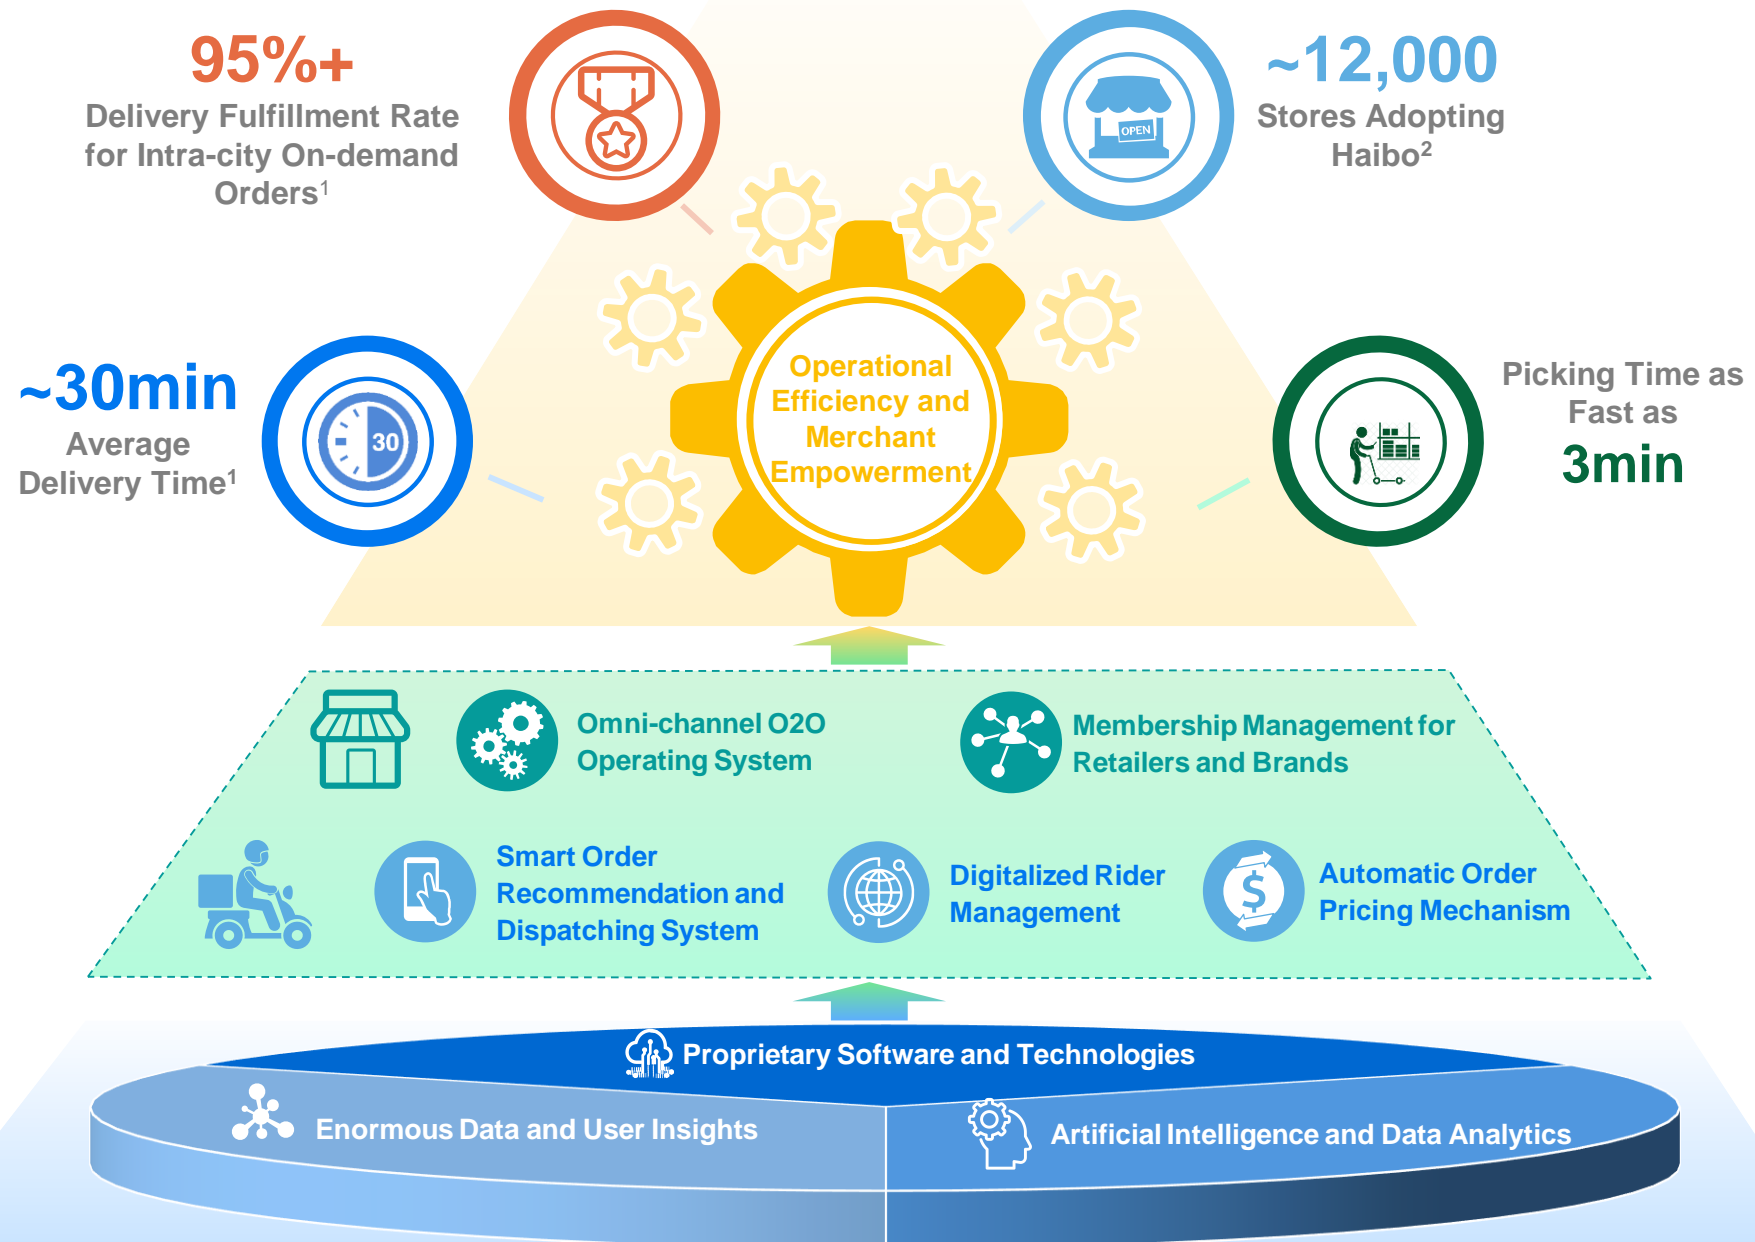 95%+
Delivery Fulfillment Rate
for Intra-city On-demand
Orders¹
~12,000
Stores Adopting
Haibo²
OPEN
~30min
Average
Delivery Time¹
30
Operational
Efficiency and
Merchant
Empowerment
Picking Time as
Fast as
3min
Omni-channel O2O
Operating System
Membership Management for
Retailers and Brands
Smart Order
Recommendation and
Dispatching System
Digitalized Rider
Management
$
Automatic Order
Pricing Mechanism
Proprietary Software and Technologies
Enormous Data and User Insights
Artificial Intelligence and Data Analytics